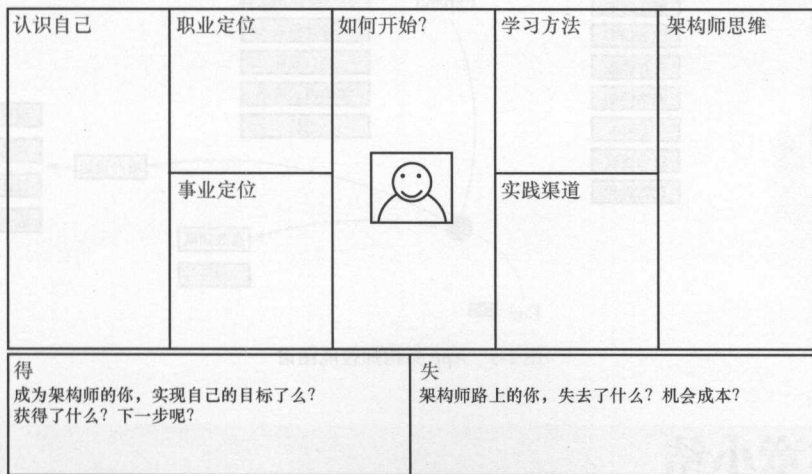 认识自己
职业定位
如何开始?
学习方法
架构师思维
事业定位
实践渠道
得
成为架构师的你，实现自己的目标了么?
获得了什么? 下一步呢?
失
架构师路上的你，失去了什么? 机会成本?